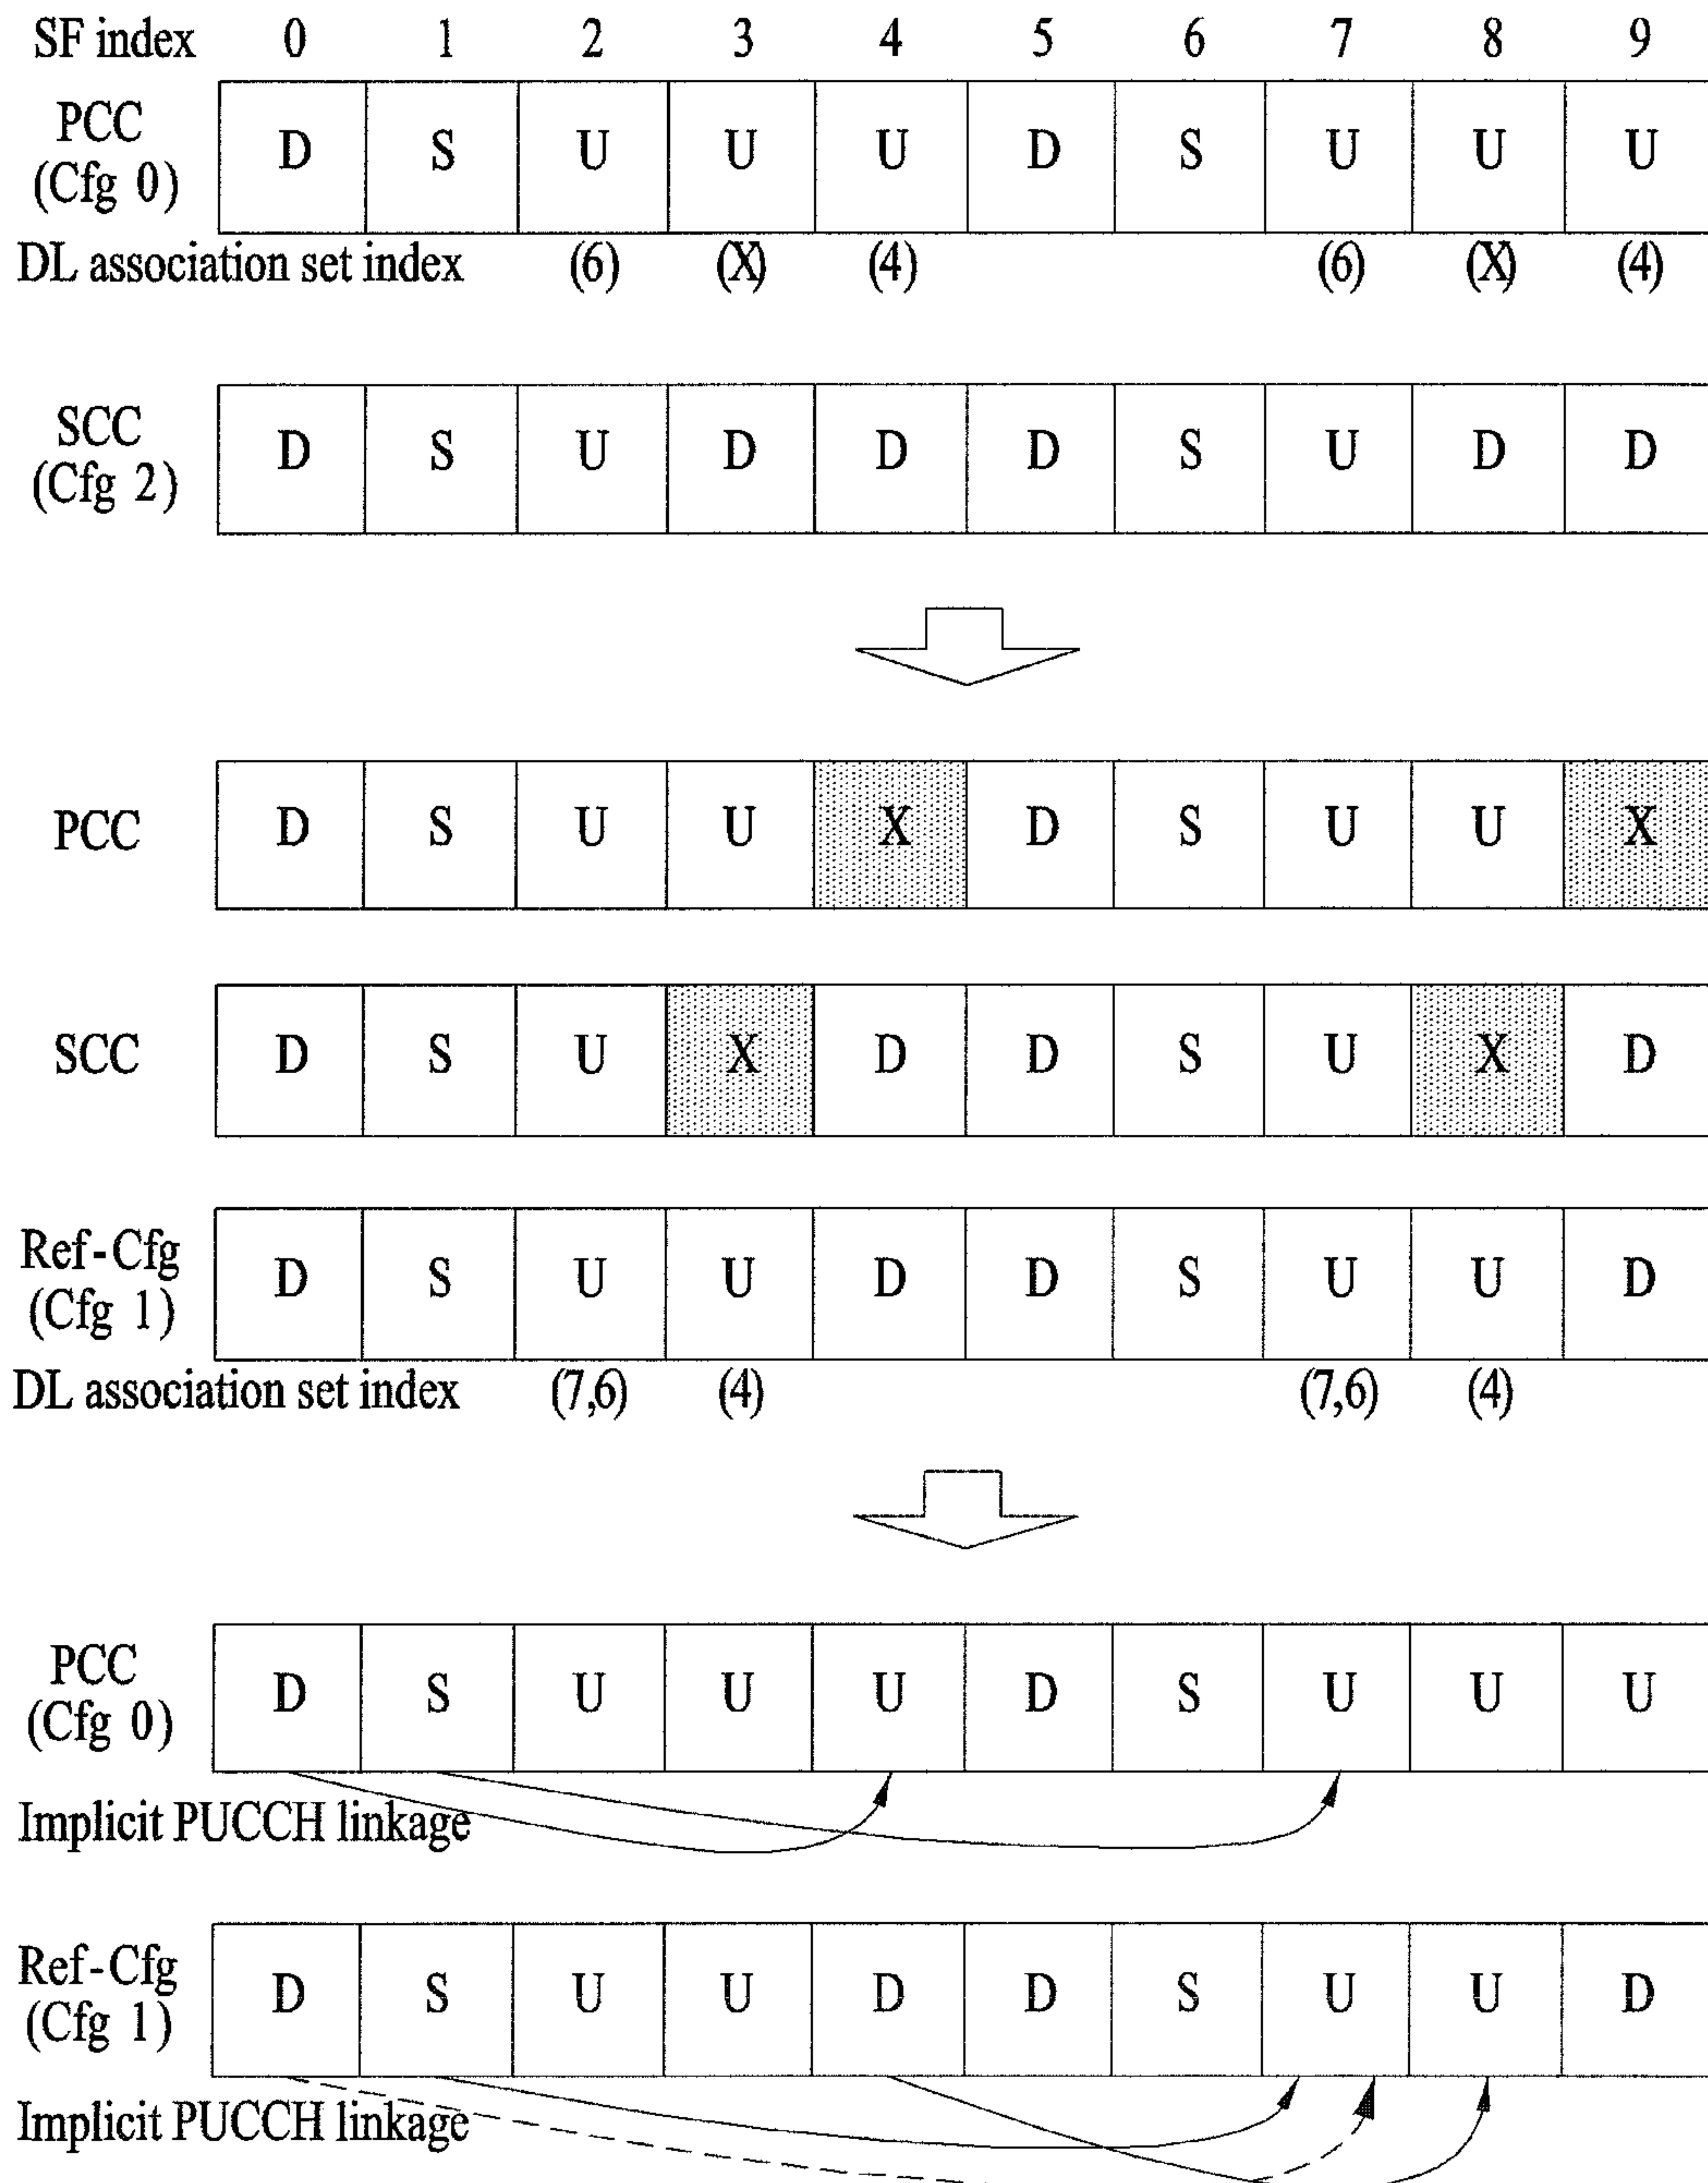 SF index 0 1 2 3 4 5 6 7 8 9
PCC
(Cfg 0)
D S U U U D S U U U
DL association set index (6) (X) (4) (6) (X) (4)
SCC
(Cfg 2)
D S U D D D S U D D
PCC D S U U X D S U U X
SCC D S U X D D S U X D
Ref-Cfg
(Cfg 1)
D S U U D D S U U D
DL association set index (7,6) (4) (7,6) (4)
PCC
(Cfg 0)
D S U U U D S U U U
Implicit PUCCH linkage
Ref-Cfg
(Cfg 1)
D S U U D D S U U D
Implicit PUCCH linkage